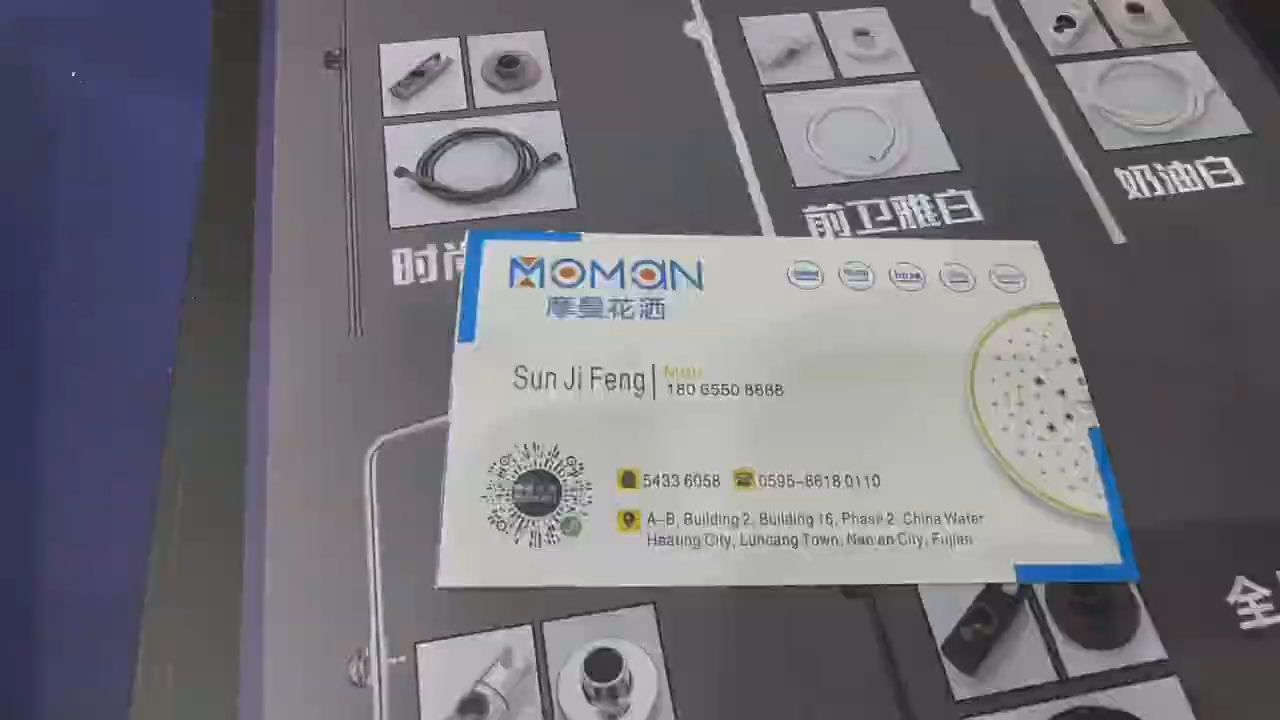 奶油白
前卫雅白
时尚
MOMAN
摩曼花洒
Sun Ji Feng
180 6550 8888
5433 6058
0595-8618 0110
A-B, Building 2, Building 16, Phase 2, China Water
Heating City, Luncang Town, Nan'an City, Fujian
全